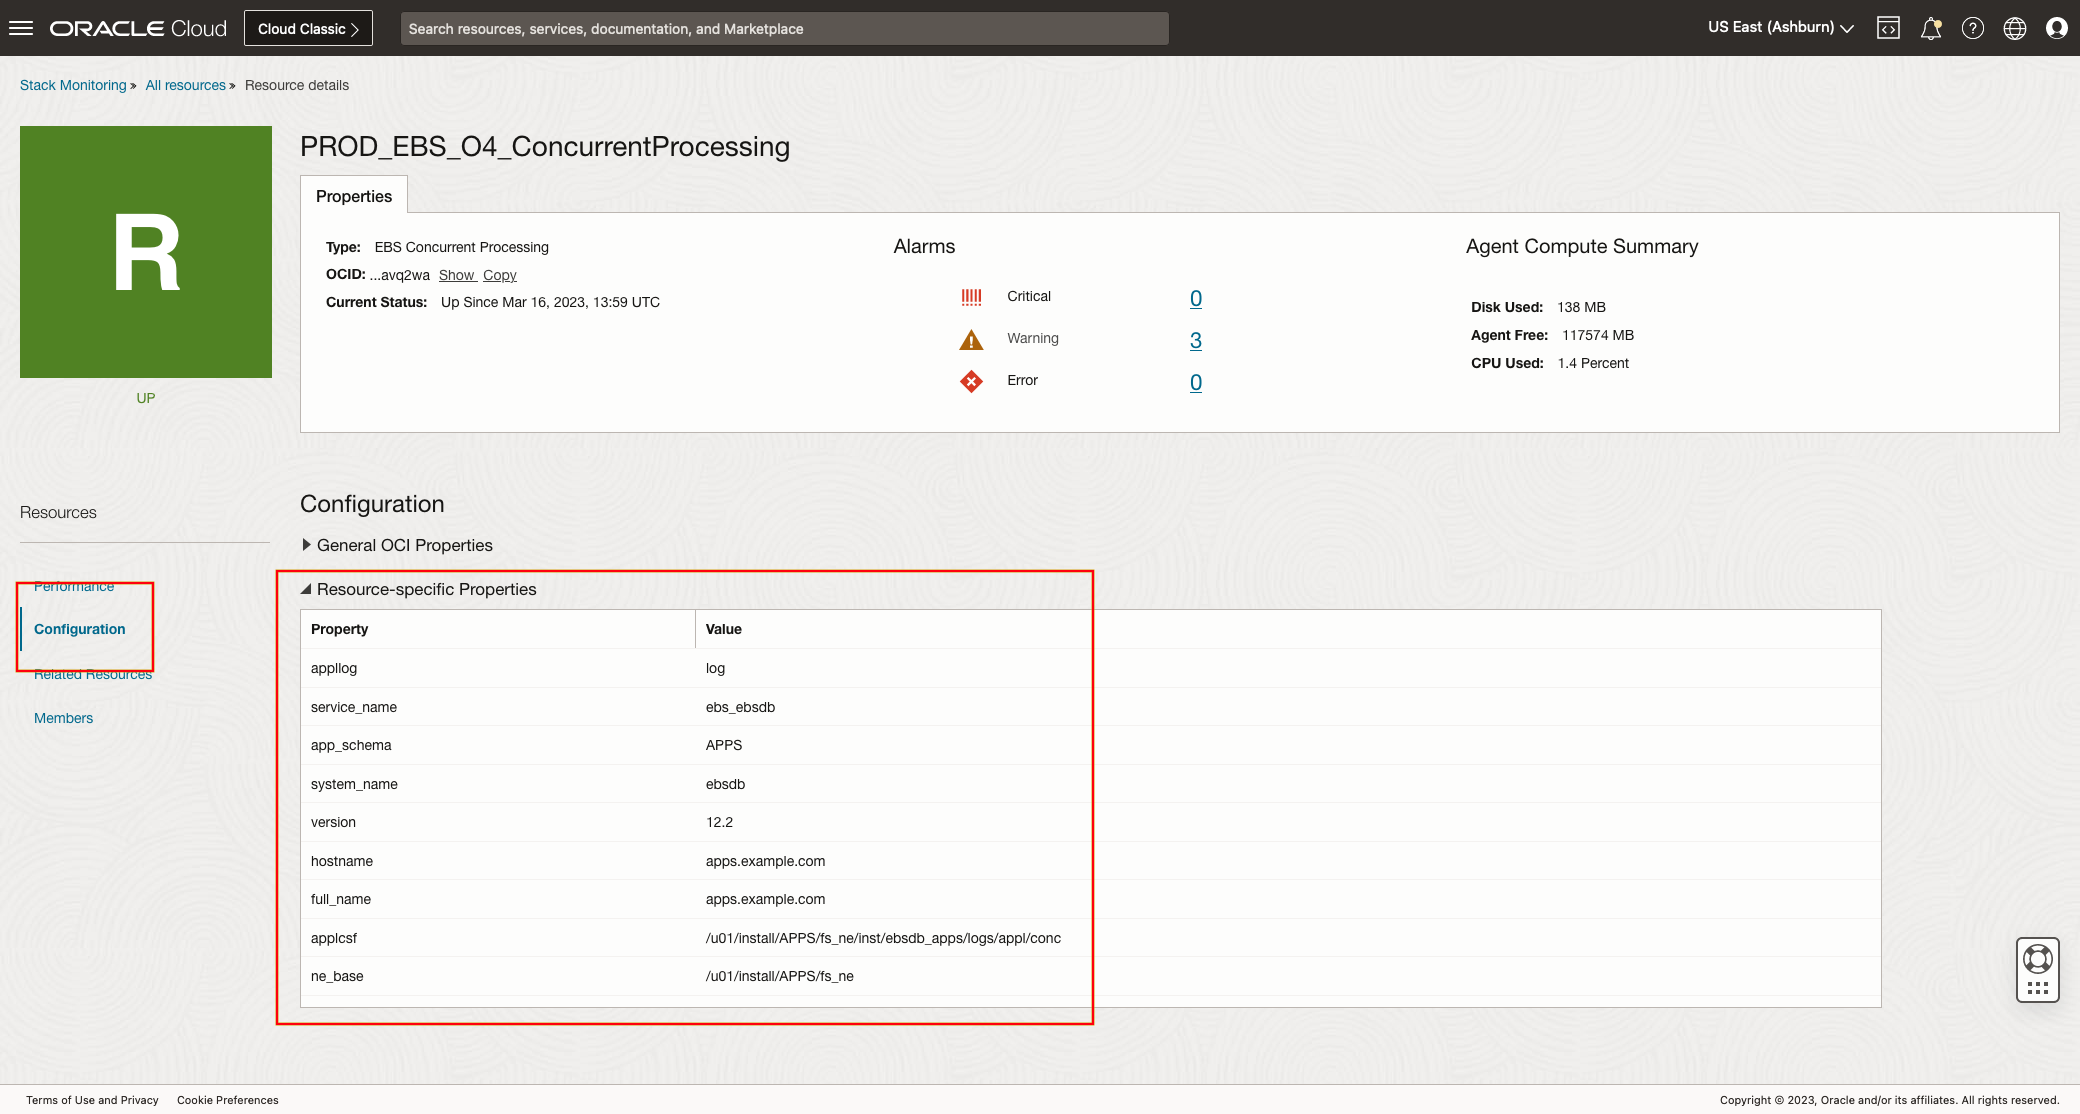 ORACLE Cloud Cloud Classic Search resources, services, documentation, and Marketplace US East (Ashburn)
Stack Monitoring » All resources » Resource details
R
UP
PROD_EBS_O4_ConcurrentProcessing
Properties
Type: EBS Concurrent Processing
OCID: ...avq2wa Show Copy
Current Status: Up Since Mar 16, 2023, 13:59 UTC
Alarms
Critical 0
Warning 3
Error 0
Agent Compute Summary
Disk Used: 138 MB
Agent Free: 117574 MB
CPU Used: 1.4 Percent
Resources
Performance
Configuration
Related Resources
Members
Configuration
General OCI Properties
Resource-specific Properties
Property Value
appllog log
service_name ebs_ebsdb
app_schema APPS
system_name ebsdb
version 12.2
hostname apps.example.com
full_name apps.example.com
applcsf /u01/install/APPS/fs_ne/inst/ebsdb_apps/logs/appl/conc
ne_base /u01/install/APPS/fs_ne
Terms of Use and Privacy Cookie Preferences Copyright © 2023, Oracle and/or its affiliates. All rights reserved.